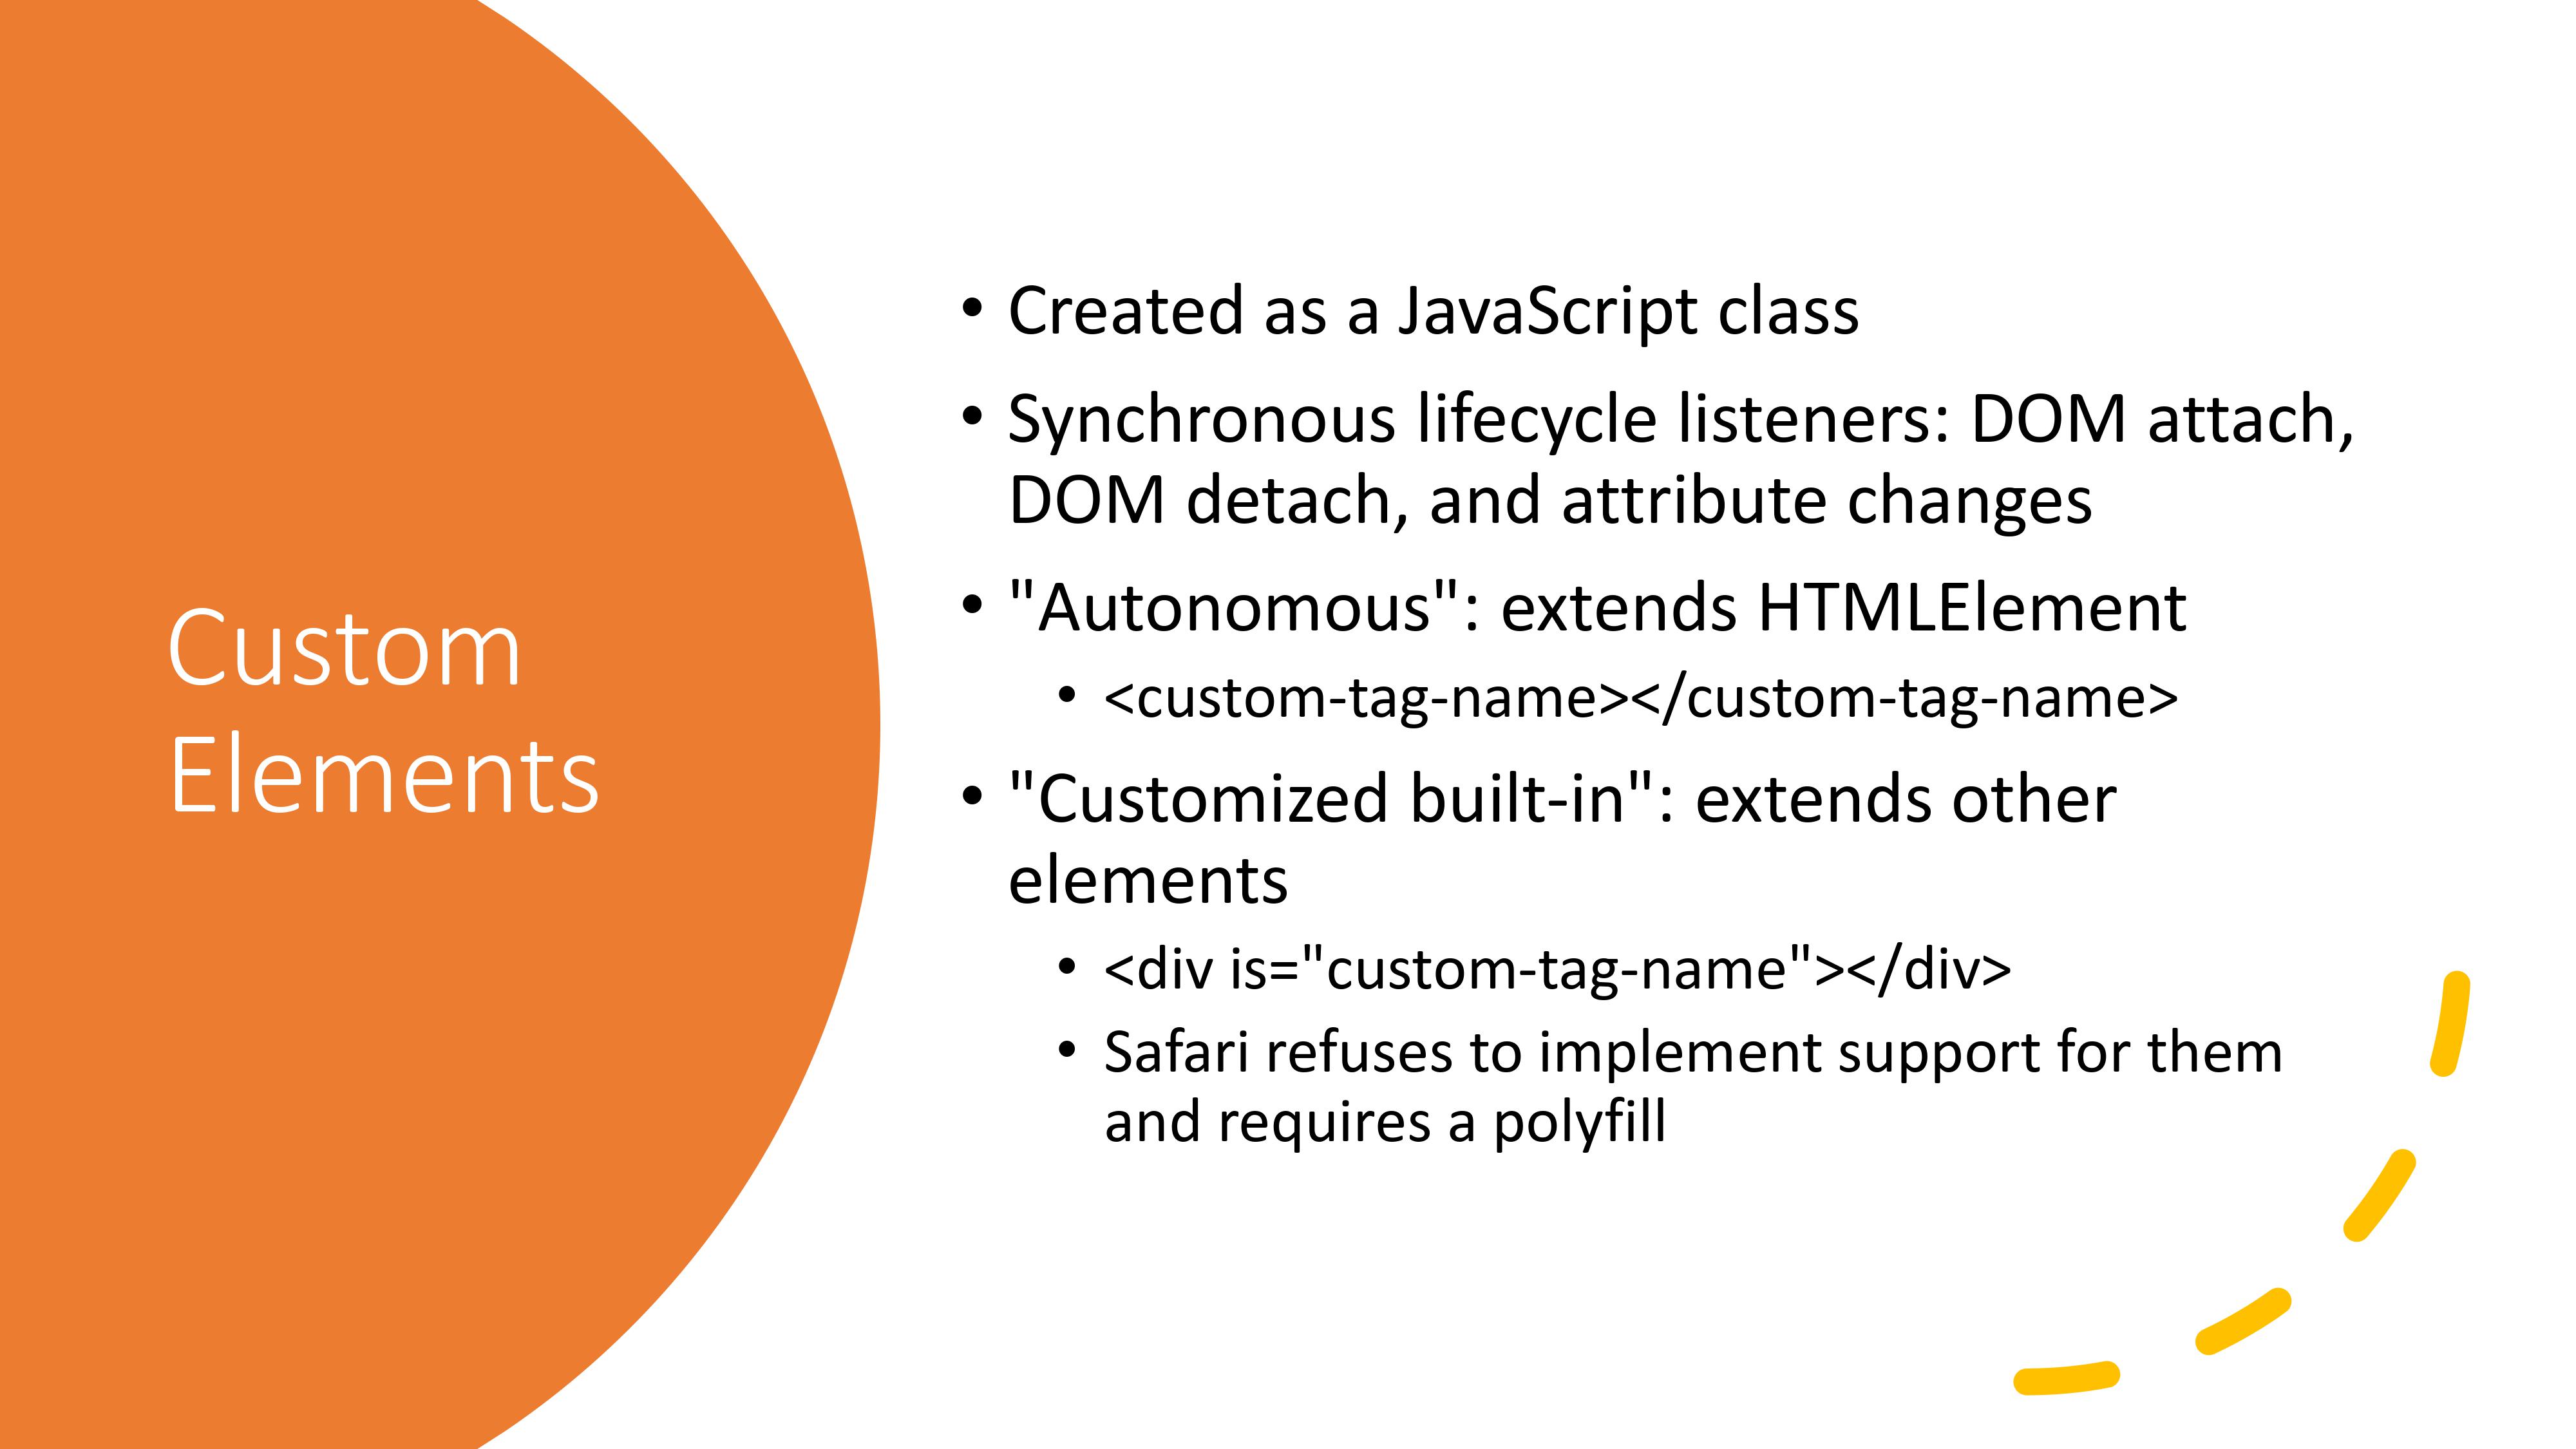 Custom
Elements
• Created as a JavaScript class
• Synchronous lifecycle listeners: DOM attach,
DOM detach, and attribute changes
• "Autonomous": extends HTMLElement
• <custom-tag-name></custom-tag-name>
• "Customized built-in": extends other
elements
• <div is="custom-tag-name"></div>
• Safari refuses to implement support for them
and requires a polyfill